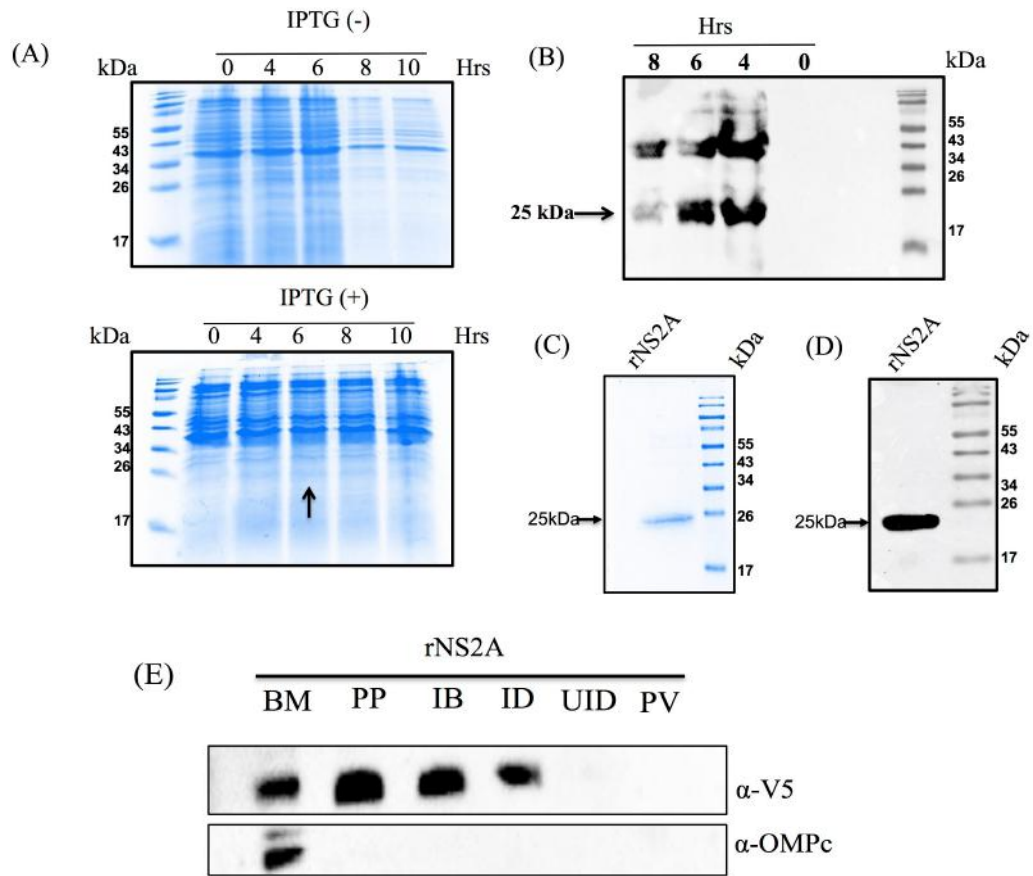 (A)
IPTG (-)
kDa 0 4 6 8 10 Hrs
55
43
34
26
17
IPTG (+)
kDa 0 4 6 8 10 Hrs
55
43
34
26
17
(B)
Hrs
8 6 4 0 kDa
55
43
34
26
17
25 kDa
(C)
rNS2A
kDa
55
43
34
26
17
25kDa
(D)
rNS2A
kDa
55
43
34
26
17
25kDa
(E)
rNS2A
BM PP IB ID UID PV
α-V5
α-OMPc